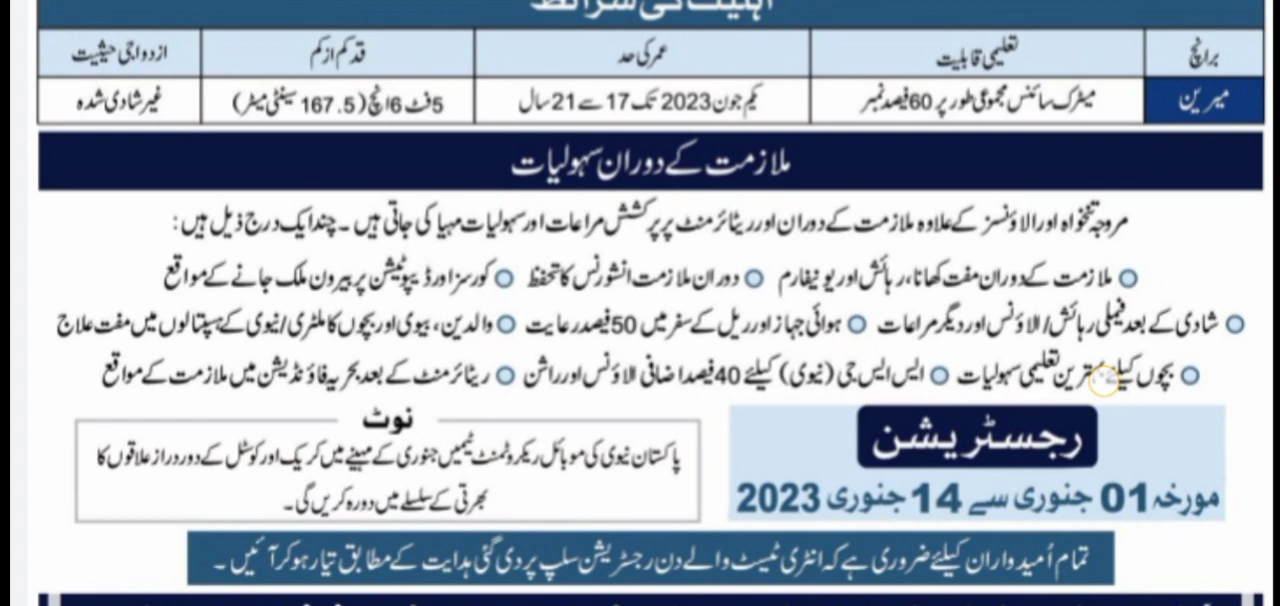 اہلیت کی شرائط
برانچ تعلیمی قابلیت عمر کی حد قد کم از کم ازدواجی حیثیت
میرین میٹرک سائنس مجموعی طور پر 60 فیصد نمبر یکم جون 2023 تک 17 سے 21 سال 5 فٹ 6 انچ (167.5 سینٹی میٹر) غیر شادی شدہ
ملازمت کے دوران سہولیات
مروجہ تنخواہ اور الاؤنسز کے علاوہ ملازمت کے دوران اور ریٹائرمنٹ پر پرکشش مراعات اور سہولیات مہیا کی جاتی ہیں ۔ چند ایک درج ذیل ہیں :
ملازمت کے دوران مفت کھانا، رہائش اور یونیفارم دوران ملازمت انشورنس کا تحفظ کورسز اور ڈیپوٹیشن پر بیرون ملک جانے کے مواقع
شادی کے بعد فیملی رہائش/ الاؤنس اور دیگر مراعات ہوائی جہاز اور ریل کے سفر میں 50 فیصد رعایت والدین، بیوی اور بچوں کا ملٹری/ نیوی کے ہسپتالوں میں مفت علاج
بچوں کیلئے بہترین تعلیمی سہولیات ایس ایس جی (نیوی) کیلئے 40 فیصد اضافی الاؤنس اور راشن ریٹائرمنٹ کے بعد بحریہ فاؤنڈیشن میں ملازمت کے مواقع
رجسٹریشن
مورخہ 01 جنوری سے 14 جنوری 2023
نوٹ
پاکستان نیوی کی موبائل ریکروٹمنٹ ٹیمیں جنوری کے مہینے میں کریک اور کوسٹل کے دور دراز علاقوں کا
بھرتی کے سلسلے میں دورہ کریں گی ۔
تمام اُمیدواران کیلئے ضروری ہے کہ انٹری ٹیسٹ والے دن رجسٹریشن سلپ پر دی گئی ہدایت کے مطابق تیار ہو کر آئیں ۔